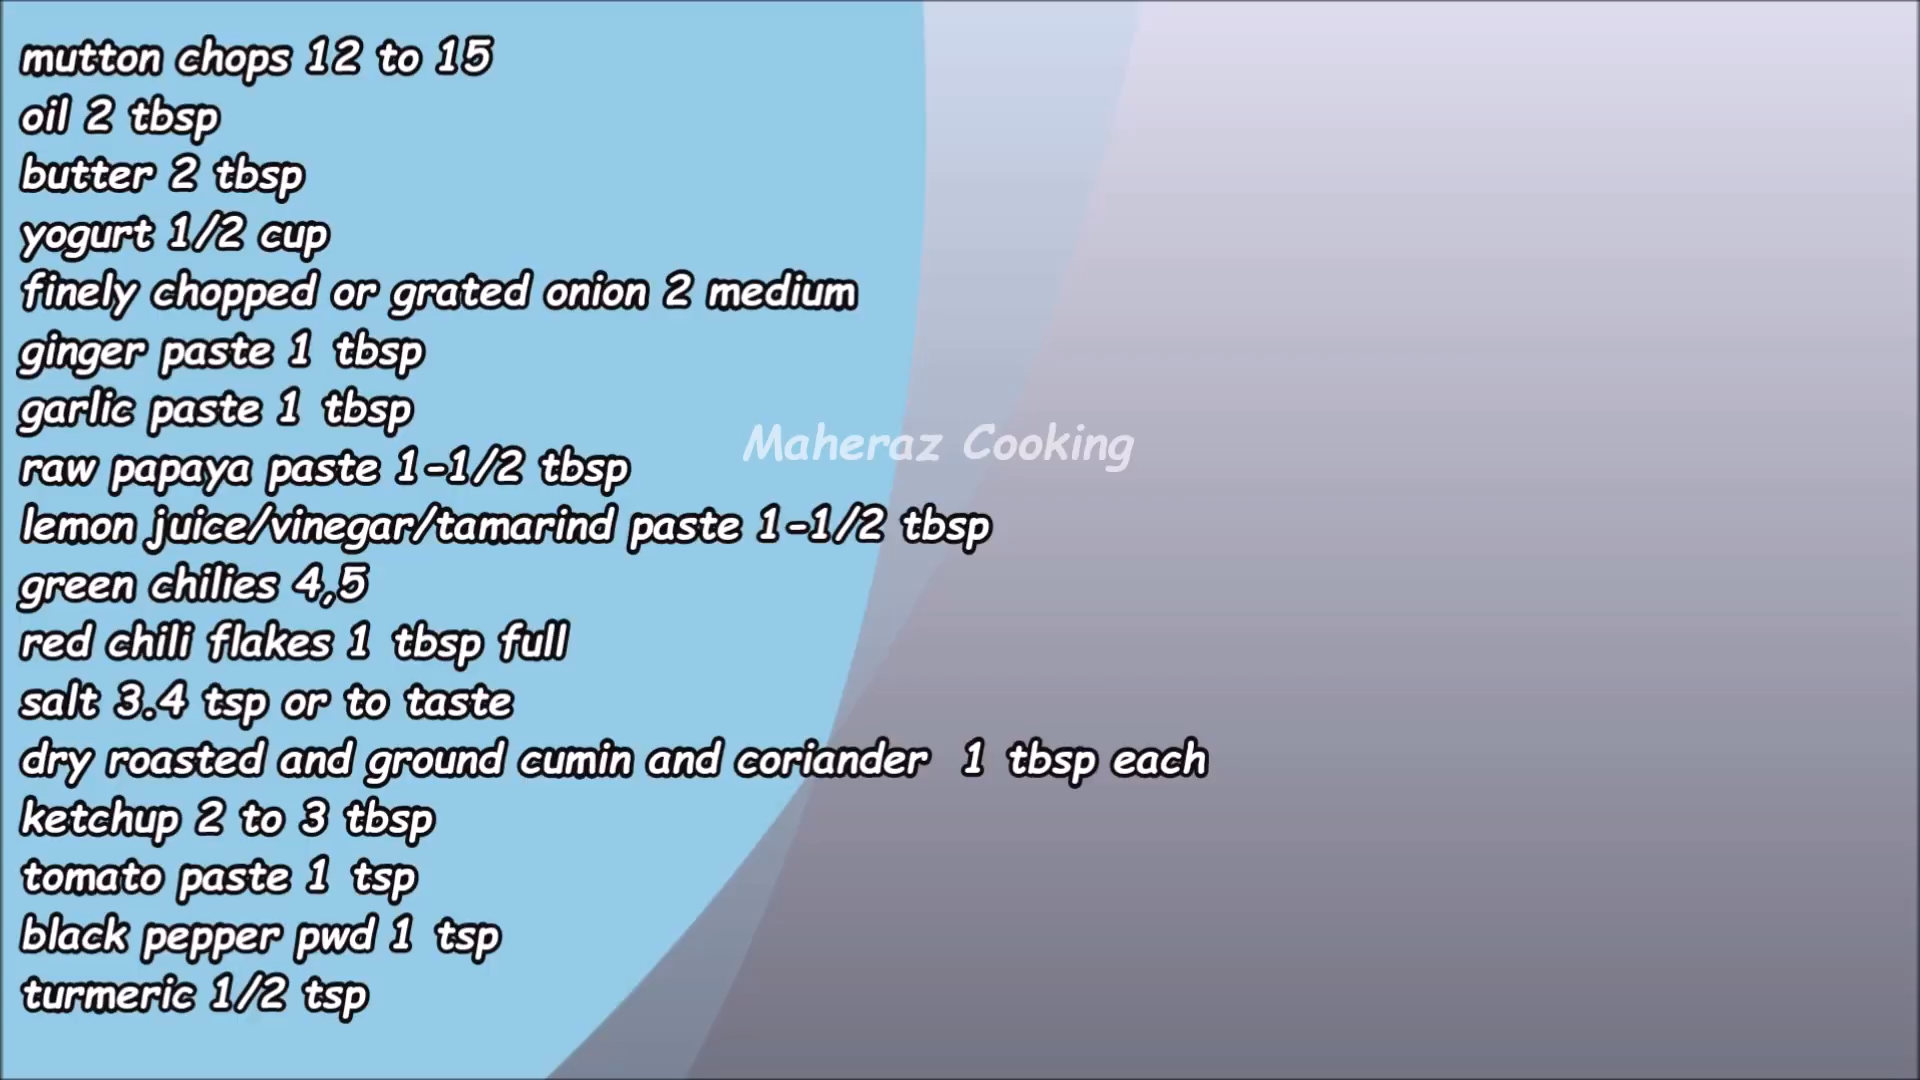 mutton chops 12 to 15
oil 2 tbsp
butter 2 tbsp
yogurt 1/2 cup
finely chopped or grated onion 2 medium
ginger paste 1 tbsp
garlic paste 1 tbsp
Maheraz Cooking
raw papaya paste 1-1/2 tbsp
lemon juice/vinegar/tamarind paste 1-1/2 tbsp
green chilies 4,5
red chili flakes 1 tbsp full
salt 3.4 tsp or to taste
dry roasted and ground cumin and coriander  1 tbsp each
ketchup 2 to 3 tbsp
tomato paste 1 tsp
black pepper pwd 1 tsp
turmeric 1/2 tsp